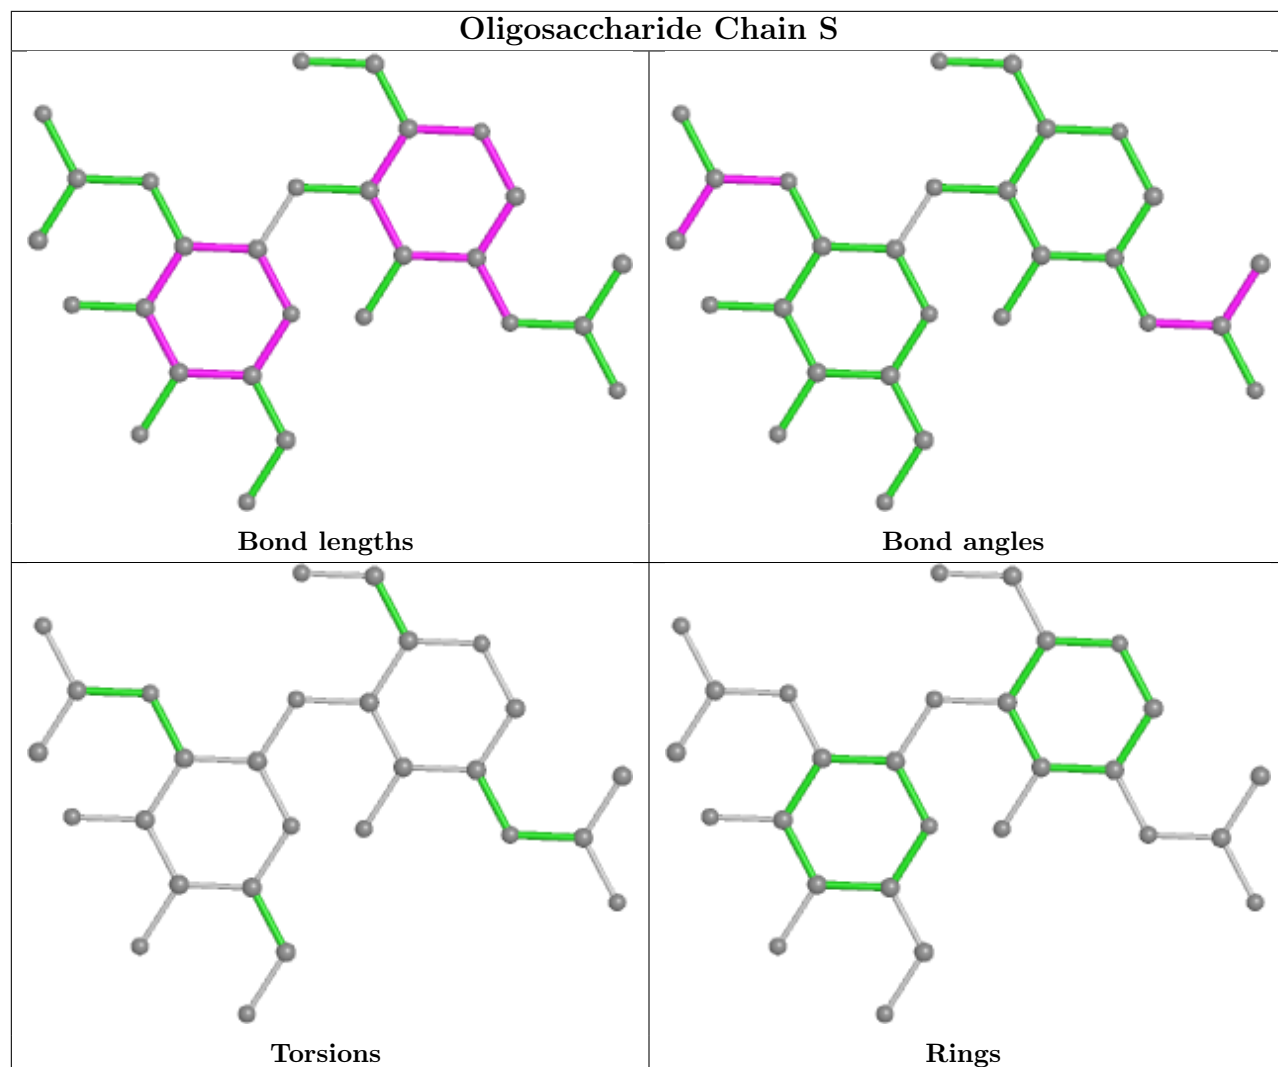 Oligosaccharide Chain S
Bond lengths
Bond angles
Torsions
Rings